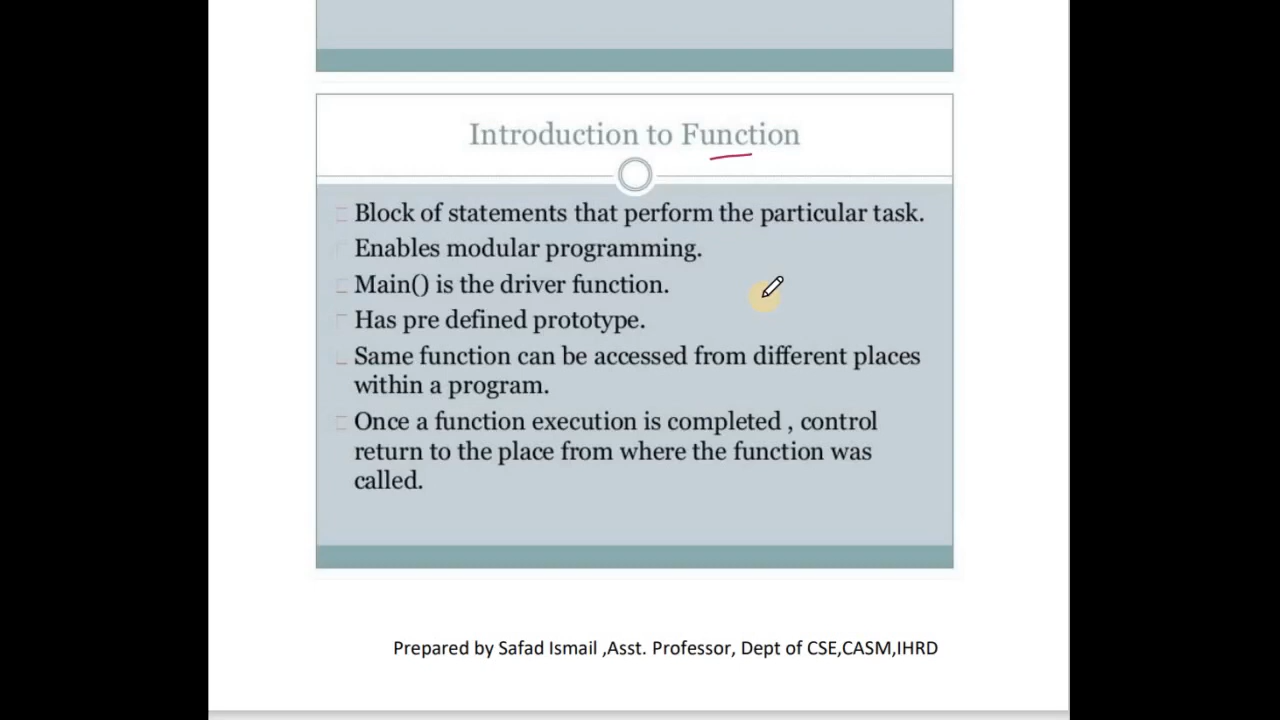 Introduction to Function
Block of statements that perform the particular task.
Enables modular programming.
Main() is the driver function.
Has pre defined prototype.
Same function can be accessed from different places
within a program.
Once a function execution is completed , control
return to the place from where the function was
called.
Prepared by Safad Ismail ,Asst. Professor, Dept of CSE,CASM,IHRD